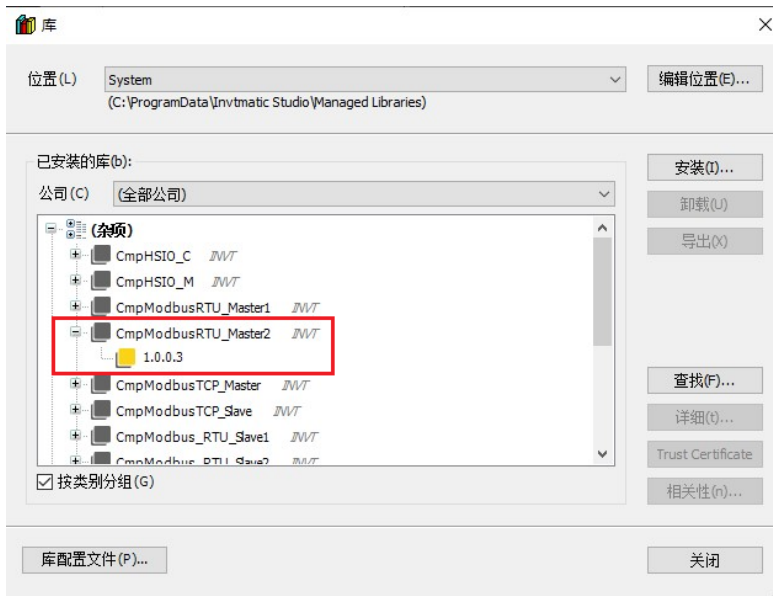 库
位置(L)
System
编辑位置(E)...
(C:\ProgramData\Invtmatic Studio\Managed Libraries)
已安装的库(b):
安装(I)...
公司(C)
(全部公司)
卸载(U)
导出(X)
(杂项)
CmpHSIO_C INVT
CmpHSIO_M INVT
CmpModbusRTU_Master1 INVT
CmpModbusRTU_Master2 INVT
1.0.0.3
CmpModbusTCP_Master INVT
查找(F)...
CmpModbusTCP_Slave INVT
详细(t)...
CmpModbus_RTU_Slave1 INVT
Trust Certificate
CmpModbus_RTU_Slave2 INVT
按类别分组(G)
相关性(n)...
库配置文件(P)...
关闭